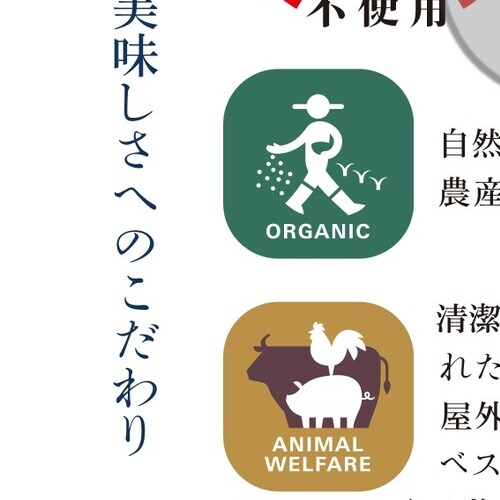 美味しさへのこだわり
不使用
ORGANIC
自然
農産
ANIMAL
WELFARE
清潔
れた
屋外
ベス